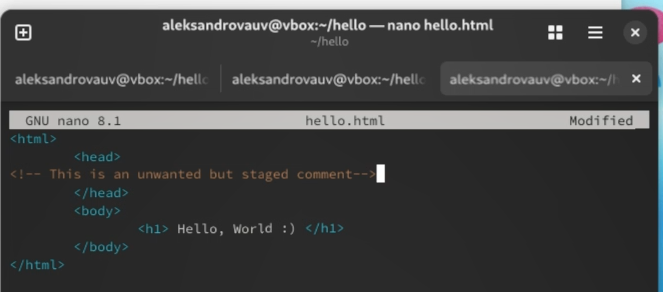 aleksandrovauv@vbox:~/hello — nano hello.html
~/hello
aleksandrovauv@vbox:~/hello aleksandrovauv@vbox:~/hello aleksandrovauv@vbox:~/h
GNU nano 8.1 hello.html Modified
<html>
<head>
<!-- This is an unwanted but staged comment-->
</head>
<body>
<h1> Hello, World :) </h1>
</body>
</html>